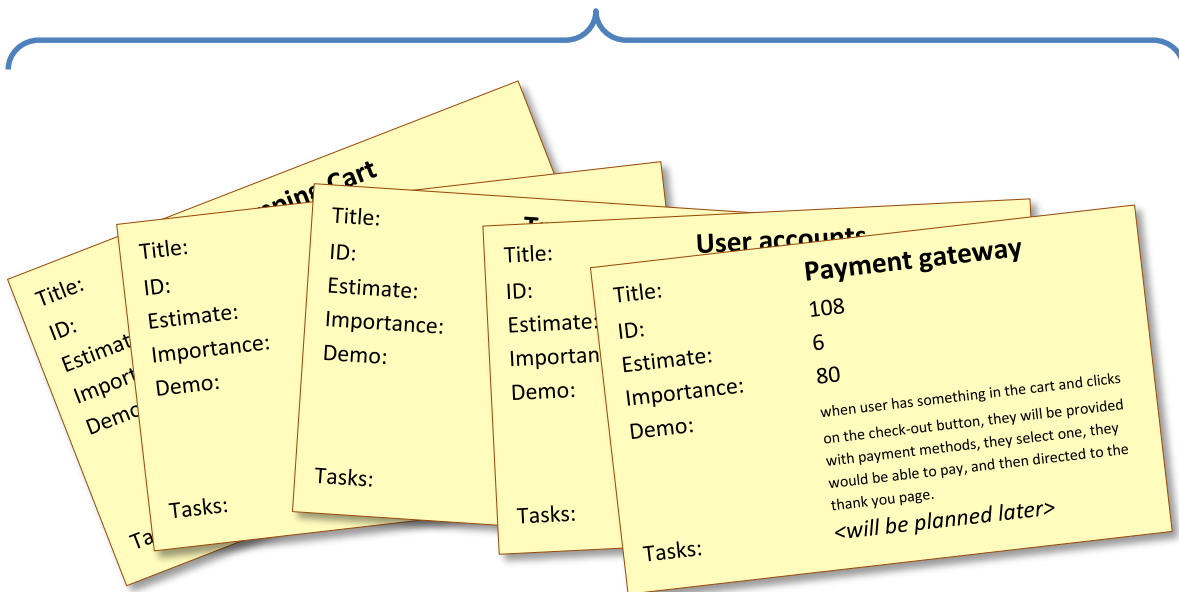 Cart
Title:
ID:
Demo
Title:
ID:
Estimate:
Importance:
Demo:
Tasks:
Title:
ID:
Estimate:
Importance:
Demo:
Tasks:
User accounts
Title:
ID:
Estimate:
Importan
Demo:
Tasks:
Payment gateway
Title:
108
ID:
6
Estimate:
80
Importance:
Demo:
when user has something in the cart and clicks
on the check-out button, they will be provided
with payment methods, they select one, they
would be able to pay, and then directed to the
thank you page.
<will be planned later>
Tasks: